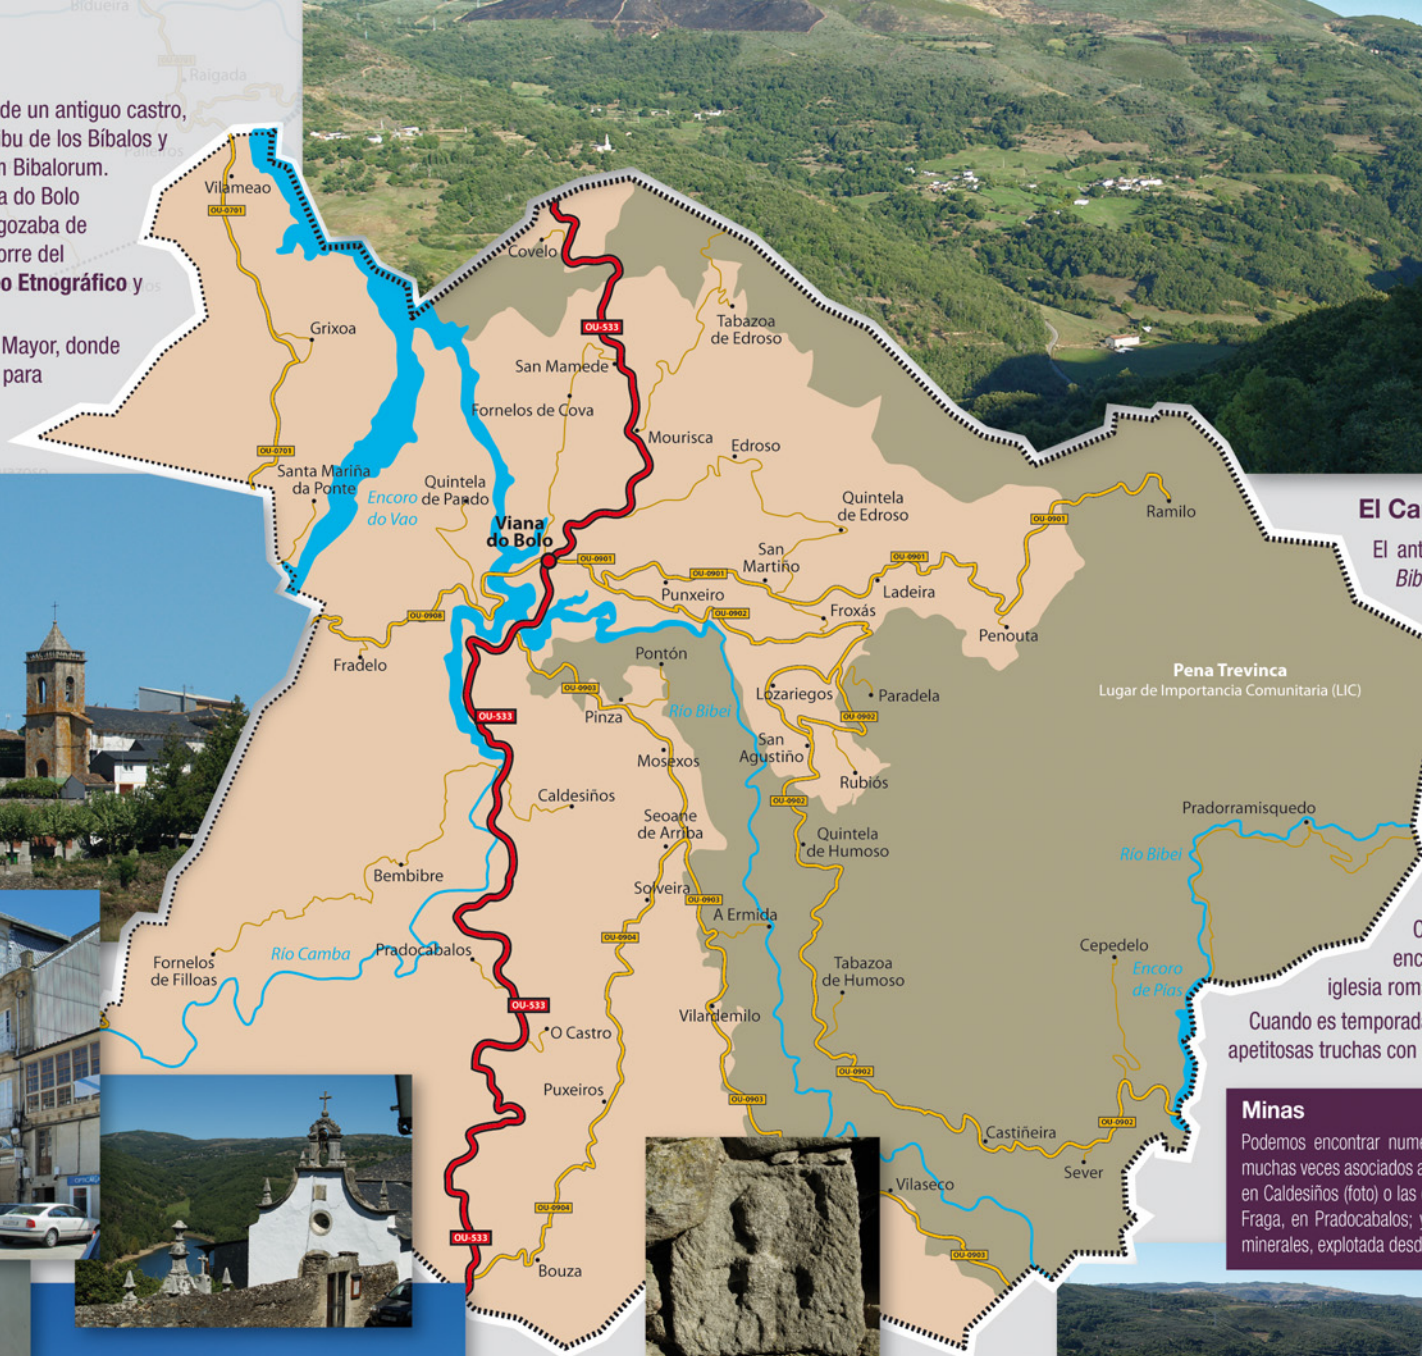 Bidueira
Raigada
de un antiguo castro,
bu de los Bíbalos y
Bibalorum.
a do Bolo
gozaba de
orre del
o Etnográfico y
Mayor, donde
para
Vilameao
OU-0701
Grixoa
OU-0701
Santa Mariña
da Ponte
Encoro
do Vao
Quintela
de Pando
Viana
do Bolo
Covelo
OU-533
San Mamede
Fornelos de Cova
Mourisca
Tabazoa
de Edroso
Edroso
Quintela
de Edroso
San
Martiño
OU-0901
OU-0901
OU-0901
OU-0901
Ramilo
Punxeiro
Ladeira
OU-0902
Froxás
Penouta
OU-0908
Fradelo
Pontón
OU-0903
Pinza
Río Bibei
Lozariegos
Paradela
OU-0902
Pena Trevinca
Lugar de Importancia Comunitaria (LIC)
OU-533
Mosexos
San
Agustiño
Rubiós
OU-0902
Caldesiños
Seoane
de Arriba
Quintela
de Humoso
Pradorramisquedo
Río Bibei
Bembibre
Solveira
OU-0903
A Ermida
OU-0904
Fornelos
de Filloas
Río Camba
Pradocabalos
Tabazoa
de Humoso
Cepedelo
Encoro
de Pías
OU-533
O Castro
Vilardemilo
Puxeiros
OU-0903
OU-0902
Castiñeira
OU-0902
Sever
Vilaseco
OU-0904
OU-533
Bouza
OU-0903
El Ca
El ant
Bib
enc
iglesia rom
Cuando es temporad
apetitosas truchas con
Minas
Podemos encontrar nume
muchas veces asociados a
en Caldesiños (foto) o las
Fraga, en Pradocabalos; y
minerales, explotada desd